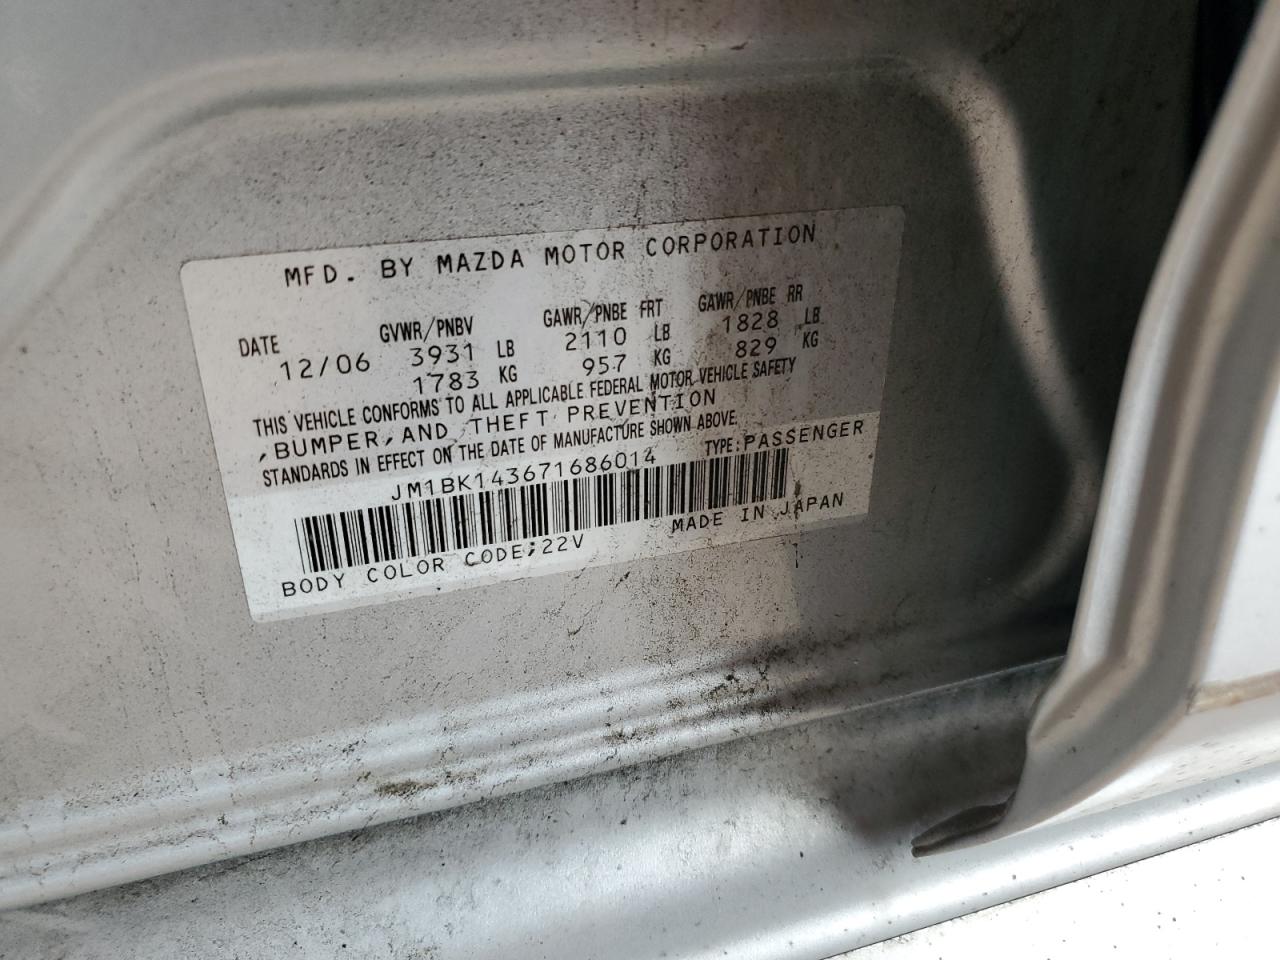 MFD. BY MAZDA MOTOR CORPORATION
DATE GVWR/PNBV GAWR/PNBE FRT GAWR/PNBE RR
12/06 3931 LB 2110 LB 1828 LB
1783 KG 957 KG 829 KG
THIS VEHICLE CONFORMS TO ALL APPLICABLE FEDERAL MOTOR VEHICLE SAFETY
,BUMPER,AND THEFT PREVENTION
STANDARDS IN EFFECT ON THE DATE OF MANUFACTURE SHOWN ABOVE.
JM1BK143671686014 TYPE:PASSENGER
BODY COLOR CODE;22V MADE IN JAPAN